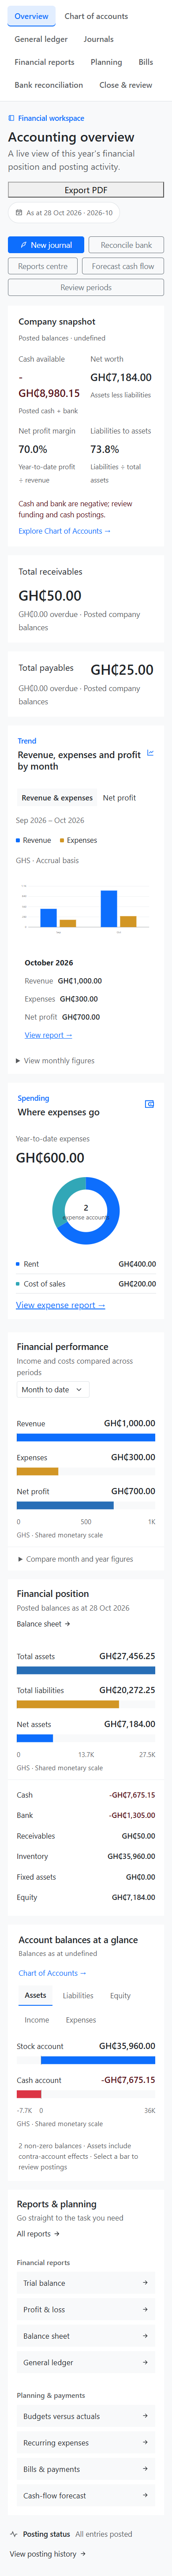 Overview
Chart of accounts
General ledger
Journals
Financial reports
Planning
Bills
Bank reconciliation
Close & review
Financial workspace
Accounting overview
A live view of this year's financial
position and posting activity.
Export PDF
As at 28 Oct 2026 · 2026-10
New journal
Reconcile bank
Reports centre
Forecast cash flow
Review periods
Company snapshot
Posted balances · undefined
Cash available
-
GH₵8,980.15
Posted cash + bank
Net worth
GH₵7,184.00
Assets less liabilities
Net profit margin
70.0%
Year-to-date profit
÷ revenue
Liabilities to assets
73.8%
Liabilities ÷ total
assets
Cash and bank are negative; review
funding and cash postings.
Explore Chart of Accounts →
Total receivables
GH₵50.00
GH₵0.00 overdue · Posted company
balances
Total payables
GH₵25.00
GH₵0.00 overdue · Posted company
balances
Trend
Revenue, expenses and profit
by month
Revenue & expenses
Net profit
Sep 2026 – Oct 2026
Revenue
Expenses
GHS · Accrual basis
October 2026
Revenue GH₵1,000.00
Expenses GH₵300.00
Net profit GH₵700.00
View report →
View monthly figures
Spending
Where expenses go
Year-to-date expenses
GH₵600.00
2
expense accounts
Rent GH₵400.00
Cost of sales GH₵200.00
View expense report →
Financial performance
Income and costs compared across
periods
Month to date
Revenue GH₵1,000.00
Expenses GH₵300.00
Net profit GH₵700.00
0 500 1K
GHS · Shared monetary scale
Compare month and year figures
Financial position
Posted balances as at 28 Oct 2026
Balance sheet →
Total assets GH₵27,456.25
Total liabilities GH₵20,272.25
Net assets GH₵7,184.00
0 13.7K 27.5K
GHS · Shared monetary scale
Cash -GH₵7,675.15
Bank -GH₵1,305.00
Receivables GH₵50.00
Inventory GH₵35,960.00
Fixed assets GH₵0.00
Equity GH₵7,184.00
Account balances at a glance
Balances as at undefined
Chart of Accounts →
Assets
Liabilities
Equity
Income
Expenses
Stock account GH₵35,960.00
Cash account -GH₵7,675.15
-7.7K 0 36K
GHS · Shared monetary scale
2 non-zero balances · Assets include
contra-account effects · Select a bar to
review postings
Reports & planning
Go straight to the task you need
All reports →
Financial reports
Trial balance →
Profit & loss →
Balance sheet →
General ledger →
Planning & payments
Budgets versus actuals →
Recurring expenses →
Bills & payments →
Cash-flow forecast →
Posting status All entries posted
View posting history →